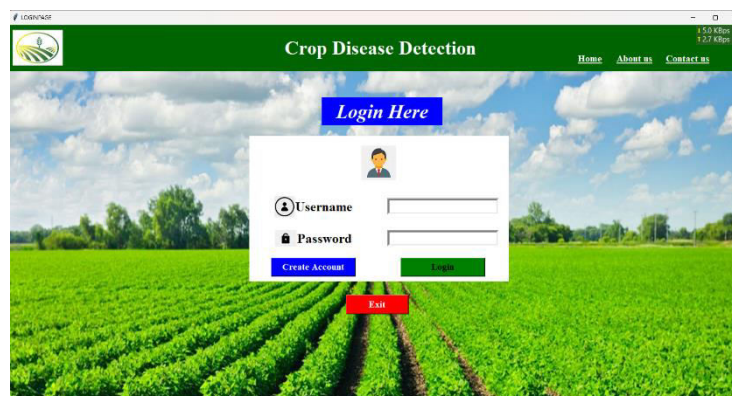 LOGINPAGE
Crop Disease Detection
↓ 5.0 KBps
↑ 2.7 KBps
Home About us Contact us
Login Here
Username
Password
Create Account Login
Exit